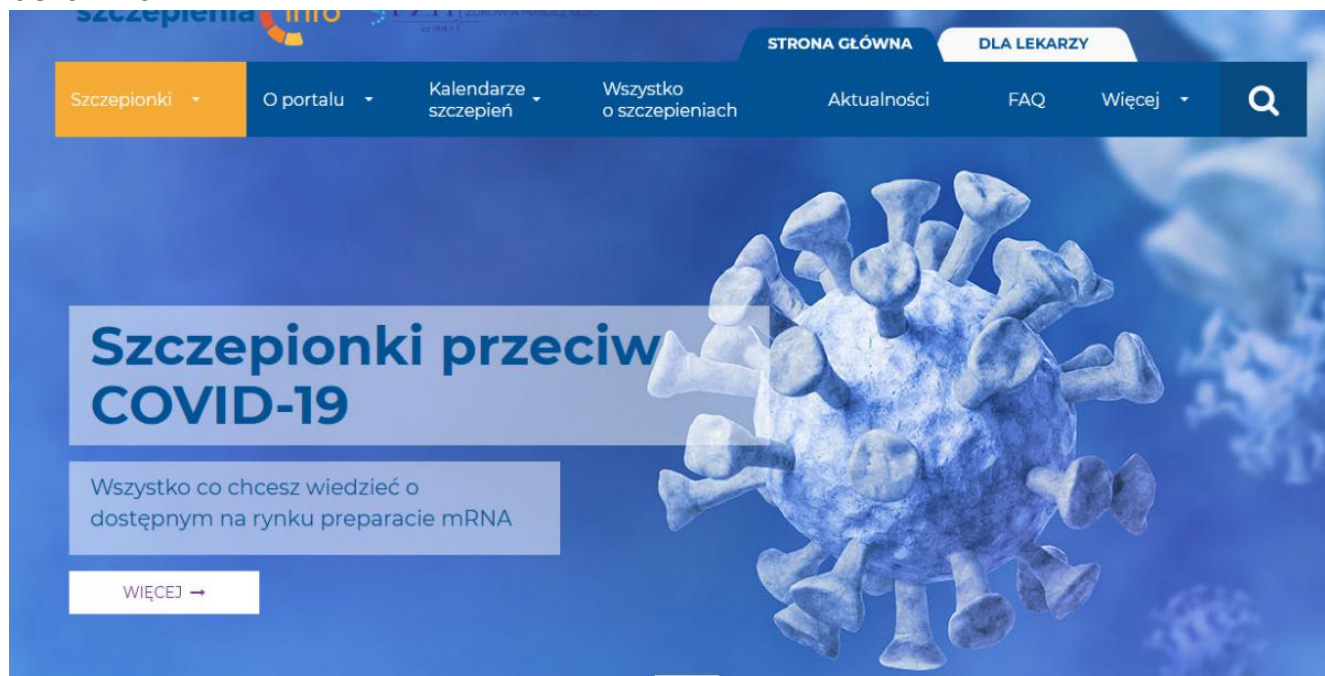 szczepienia info
PZH
STRONA GŁÓWNA
DLA LEKARZY
Szczepionki
O portalu
Kalendarze
szczepień
Wszystko
o szczepieniach
Aktualności
FAQ
Więcej
Szczepionki przeciw
COVID-19
Wszystko co chcesz wiedzieć o
dostępnym na rynku preparacie mRNA
WIĘCEJ →